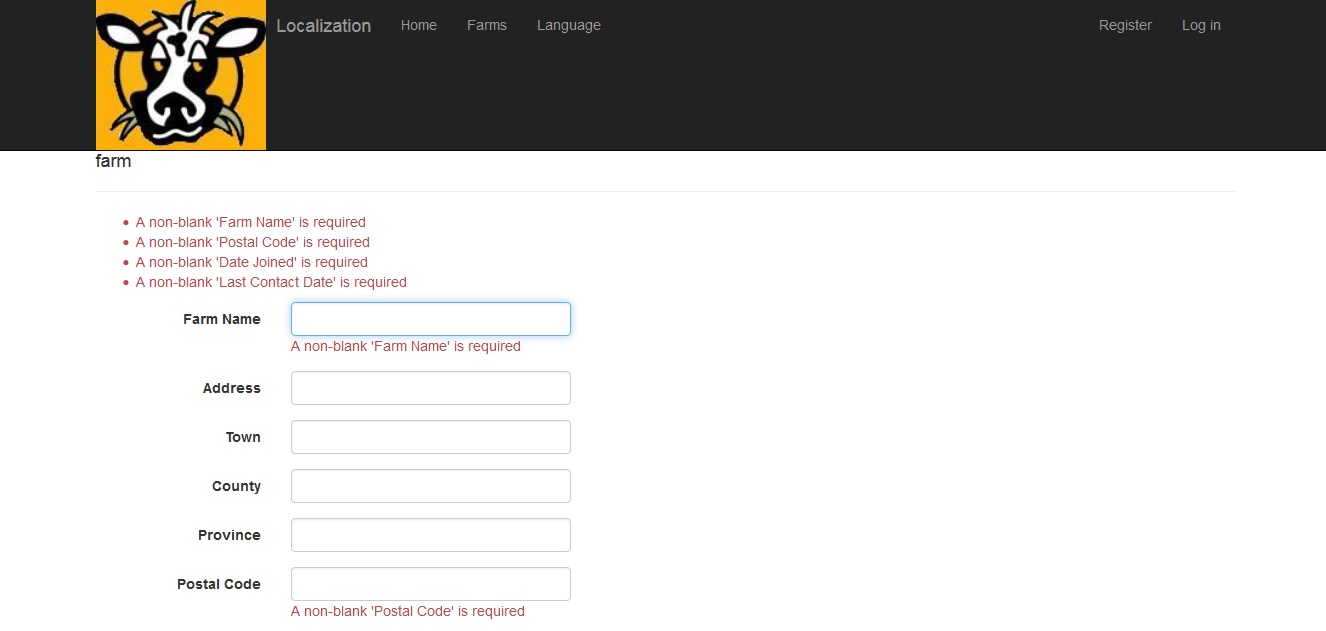 Localization Home Farms Language Register Log in
farm
• A non-blank 'Farm Name' is required
• A non-blank 'Postal Code' is required
• A non-blank 'Date Joined' is required
• A non-blank 'Last Contact Date' is required
Farm Name
A non-blank 'Farm Name' is required
Address
Town
County
Province
Postal Code
A non-blank 'Postal Code' is required